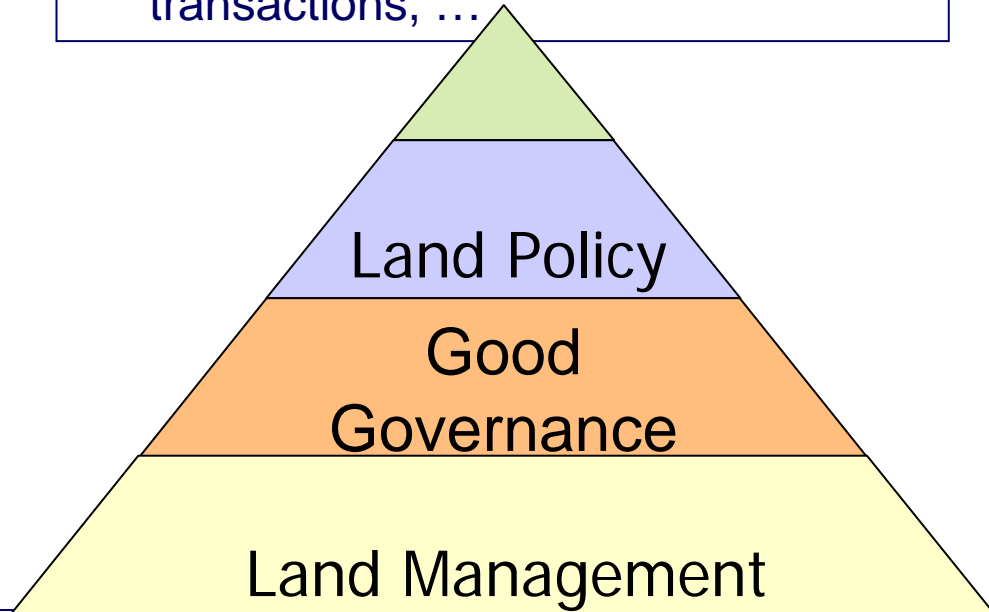 transactions, …
Land Policy
Good
Governance
Land Management